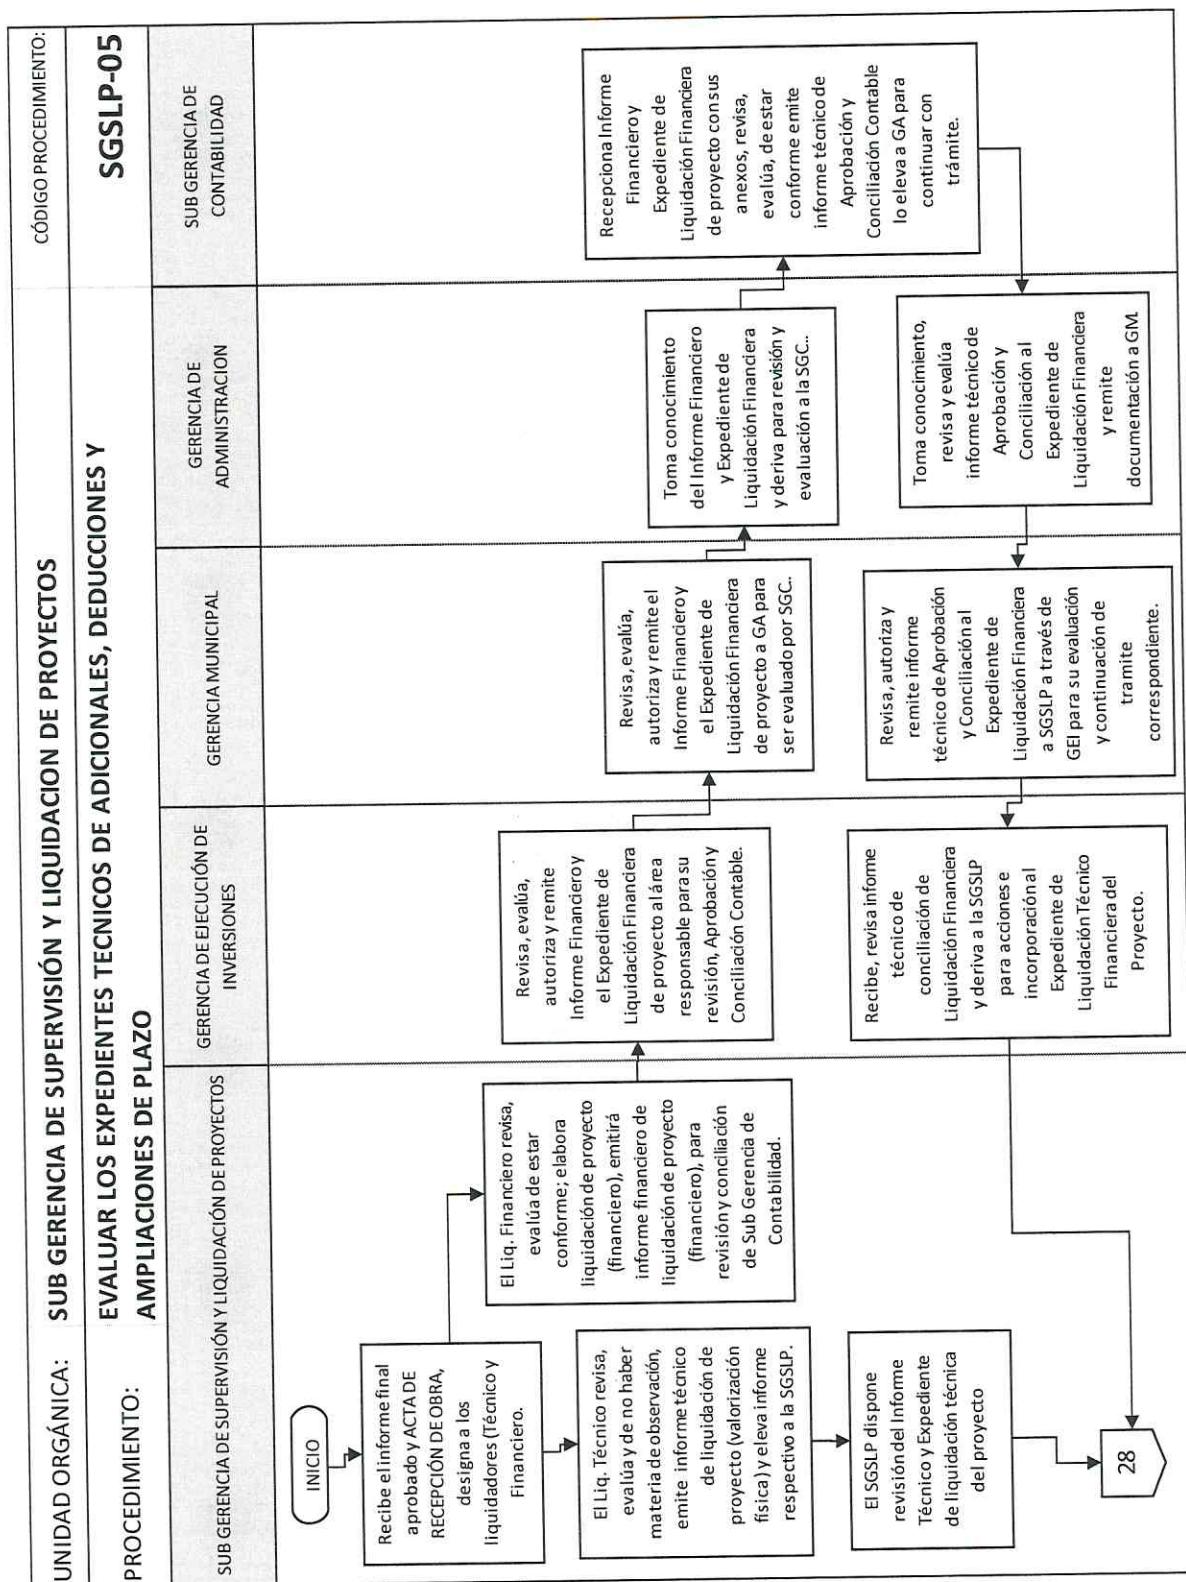 UNIDAD ORGÁNICA:
SUB GERENCIA DE SUPERVISIÓN Y LIQUIDACION DE PROYECTOS
CÓDIGO PROCEDIMIENTO:
PROCEDIMIENTO:
EVALUAR LOS EXPEDIENTES TECNICOS DE ADICIONALES, DEDUCCIONES Y
AMPLIACIONES DE PLAZO
SGSLP-05
SUB GERENCIA DE SUPERVISIÓN Y LIQUIDACIÓN DE PROYECTOS
GERENCIA DE EJECUCIÓN DE
INVERSIONES
GERENCIA MUNICIPAL
GERENCIA DE
ADMINISTRACION
SUB GERENCIA DE
CONTABILIDAD
INICIO
Recibe el informe final
aprobado y ACTA DE
RECEPCIÓN DE OBRA,
designa a los
liquidadores (Técnico y
Financiero.
El Liq. Financiero revisa,
evalúa de estar
conforme; elabora
liquidación de proyecto
(financiero), emitirá
informe financiero de
liquidación de proyecto
(financiero), para
revisión y conciliación
de Sub Gerencia de
Contabilidad.
Revisa, evalúa,
autoriza y remite
Informe Financiero y
el Expediente de
Liquidación Financiera
de proyecto al área
responsable para su
revisión, Aprobación y
Conciliación Contable.
Revisa, evalúa,
autoriza y remite el
Informe Financiero y
el Expediente de
Liquidación Financiera
de proyecto a GA para
ser evaluado por SGC..
Toma conocimiento
del Informe Financiero
y Expediente de
Liquidación Financiera
y deriva para revisión y
evaluación a la SGC..
Recepciona Informe
Financiero y
Expediente de
Liquidación Financiera
de proyecto con sus
anexos, revisa,
evalúa, de estar
conforme emite
informe técnico de
Aprobación y
Conciliación Contable
lo eleva a GA para
continuar con
trámite.
El Liq. Técnico revisa,
evalúa y de no haber
materia de observación,
emite informe técnico
de liquidación de
proyecto (valorización
física) y eleva informe
respectivo a la SGSLP.
El SGSLP dispone
revisión del Informe
Técnico y Expediente
de liquidación técnica
del proyecto
Recibe, revisa informe
técnico de
conciliación de
Liquidación Financiera
y deriva a la SGSLP
para acciones e
incorporación al
Expediente de
Liquidación Técnico
Financiera del
Proyecto.
Revisa, autoriza y
remite informe
técnico de Aprobación
y Conciliación al
Expediente de
Liquidación Financiera
a SGSLP a través de
GEI para su evaluación
y continuación de
tramite
correspondiente.
Toma conocimiento,
revisa y evalúa
informe técnico de
Aprobación y
Conciliación al
Expediente de
Liquidación Financiera
y remite
documentación a GM.
28